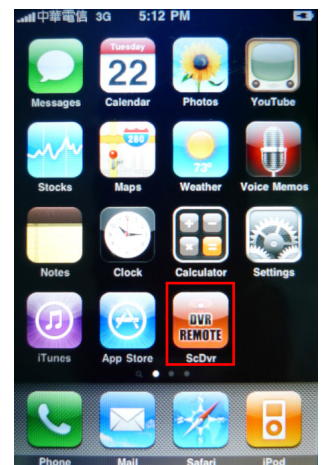 中華電信 3G 5:12 PM
Tuesday
22
280
73°
Messages Calendar Photos YouTube
Stocks Maps Weather Voice Memos
Notes Clock Calculator Settings
DVR
REMOTE
iTunes App Store ScDvr
Phone Mail Safari iPod